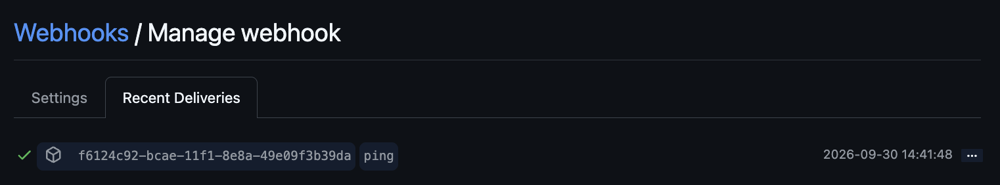 Webhooks / Manage webhook
Settings Recent Deliveries
f6124c92-bcae-11f1-8e8a-49e09f3b39da ping 2026-09-30 14:41:48 ...